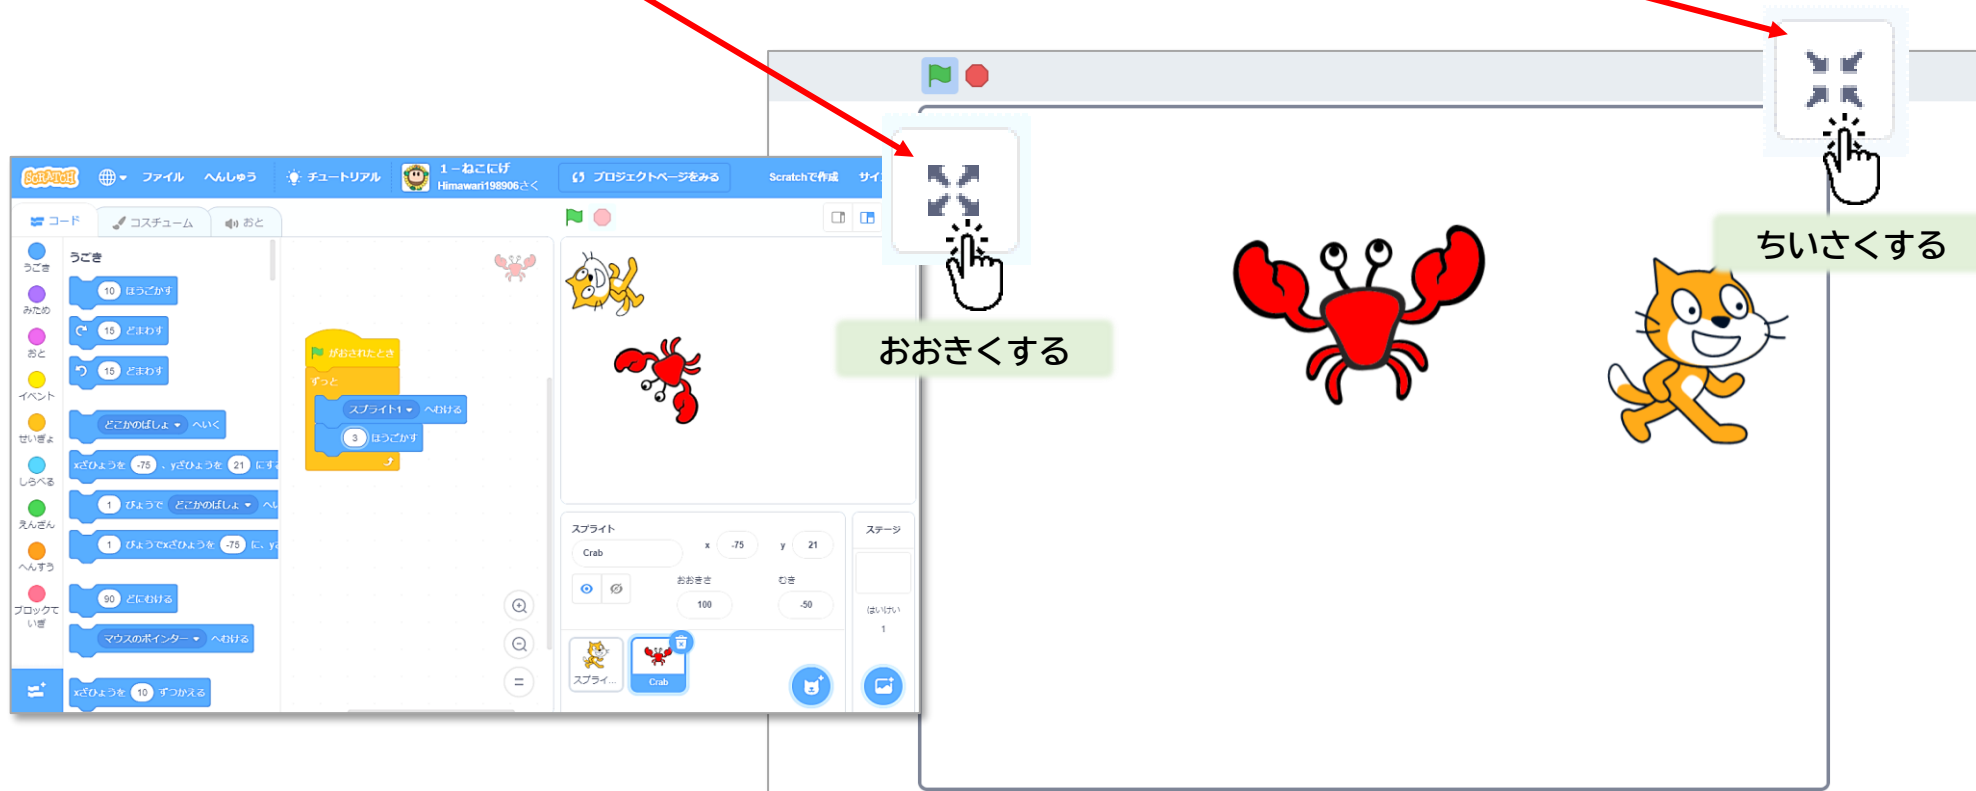 SCRATCH
ファイル
へんしゅう
チュートリアル
1－ねこにげ
Himawari198906さく
プロジェクトページをみる
Scratchで作成
サイ
コード
コスチューム
おと
うごき
みため
おと
イベント
せいぎょ
しらべる
えんざん
へんすう
ブロックて
いぎ
うごき
10 ほうごかす
15 どまわす
15 どまわす
どこかのばしょ へいく
xざひょうを -75 、yざひょうを 21 にす
1 びょうで どこかのばしょ へい
1 びょうでxざひょうを -75 に、y
90 どにむける
マウスのポインター へむける
xざひょうを 10 ずつかえる
がおされたとき
ずっと
スプライト1 へむける
3 ほうごかす
スプライト
Crab
x -75
y 21
おおきさ
100
むき
-50
スプライ...
Crab
ステージ
はいけい
1
おおきくする
ちいさくする